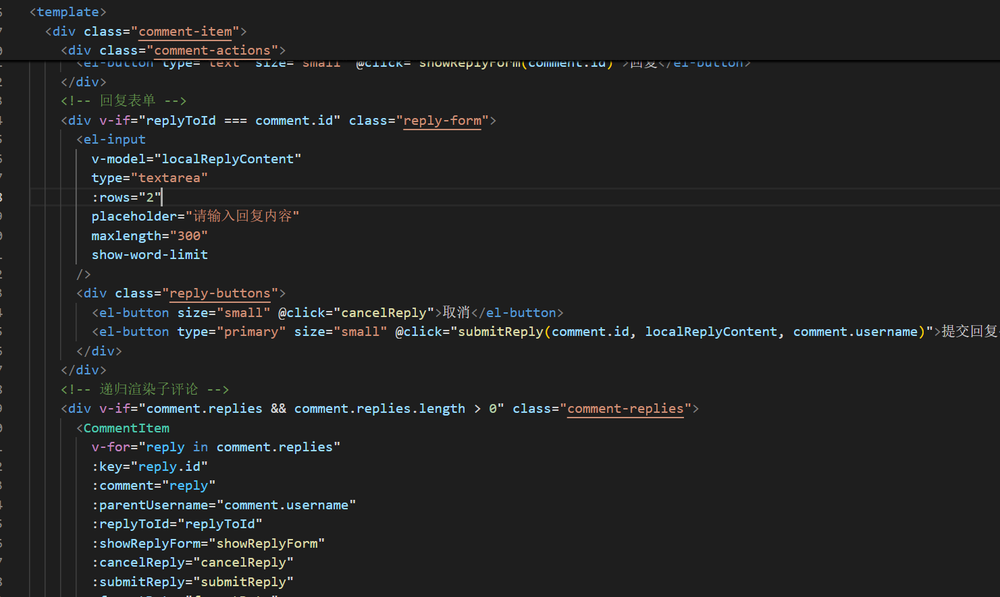 <template>
<div class="comment-item">
<div class="comment-actions">
<el-button type="text" size="small" @click="showReplyForm(comment.id)">回复</el-button>
</div>
<!-- 回复表单 -->
<div v-if="replyToId === comment.id" class="reply-form">
<el-input
v-model="localReplyContent"
type="textarea"
:rows="2"
placeholder="请输入回复内容"
maxlength="300"
show-word-limit
/>
<div class="reply-buttons">
<el-button size="small" @click="cancelReply">取消</el-button>
<el-button type="primary" size="small" @click="submitReply(comment.id, localReplyContent, comment.username)">提交回复
</div>
</div>
<!-- 递归渲染子评论 -->
<div v-if="comment.replies && comment.replies.length > 0" class="comment-replies">
<CommentItem
v-for="reply in comment.replies"
:key="reply.id"
:comment="reply"
:parentUsername="comment.username"
:replyToId="replyToId"
:showReplyForm="showReplyForm"
:cancelReply="cancelReply"
:submitReply="submitReply"